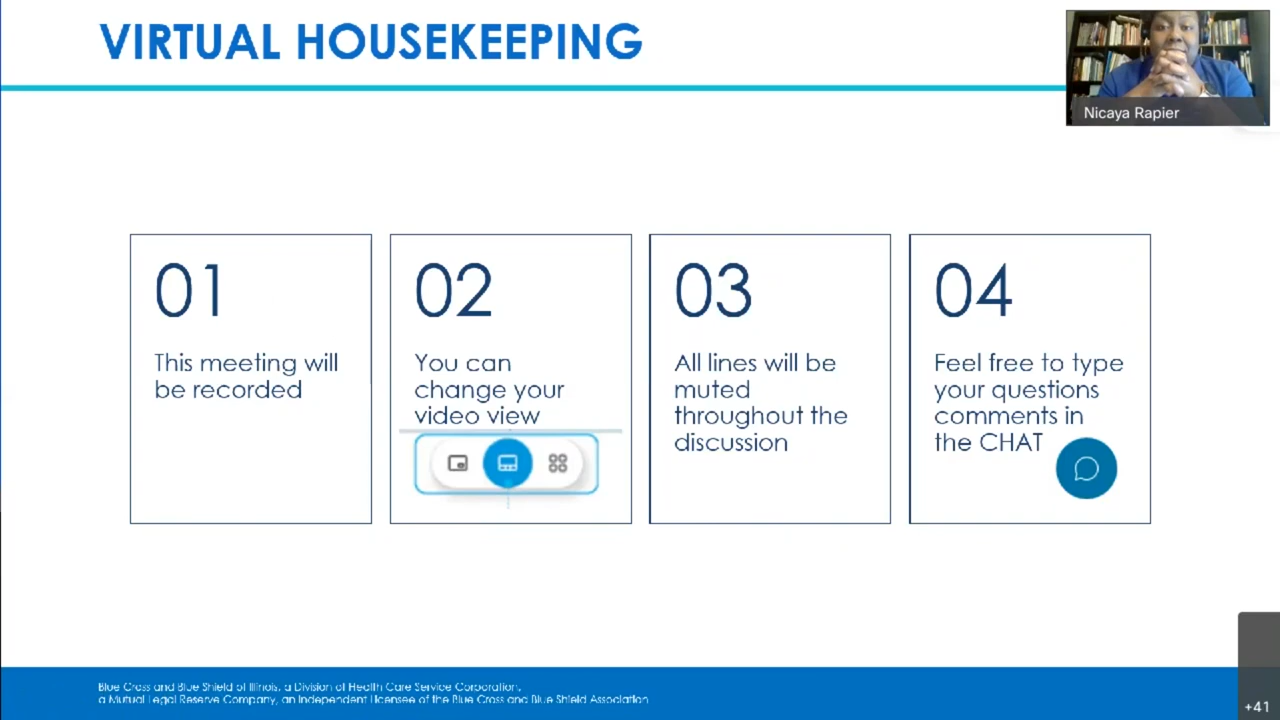 VIRTUAL HOUSEKEEPING
Nicaya Rapier
01
This meeting will
be recorded
02
You can
change your
video view
03
All lines will be
muted
throughout the
discussion
04
Feel free to type
your questions
comments in
the CHAT
Blue Cross and Blue Shield of Illinois, a Division of Health Care Service Corporation,
a Mutual Legal Reserve Company, an Independent Licensee of the Blue Cross and Blue Shield Association
+41